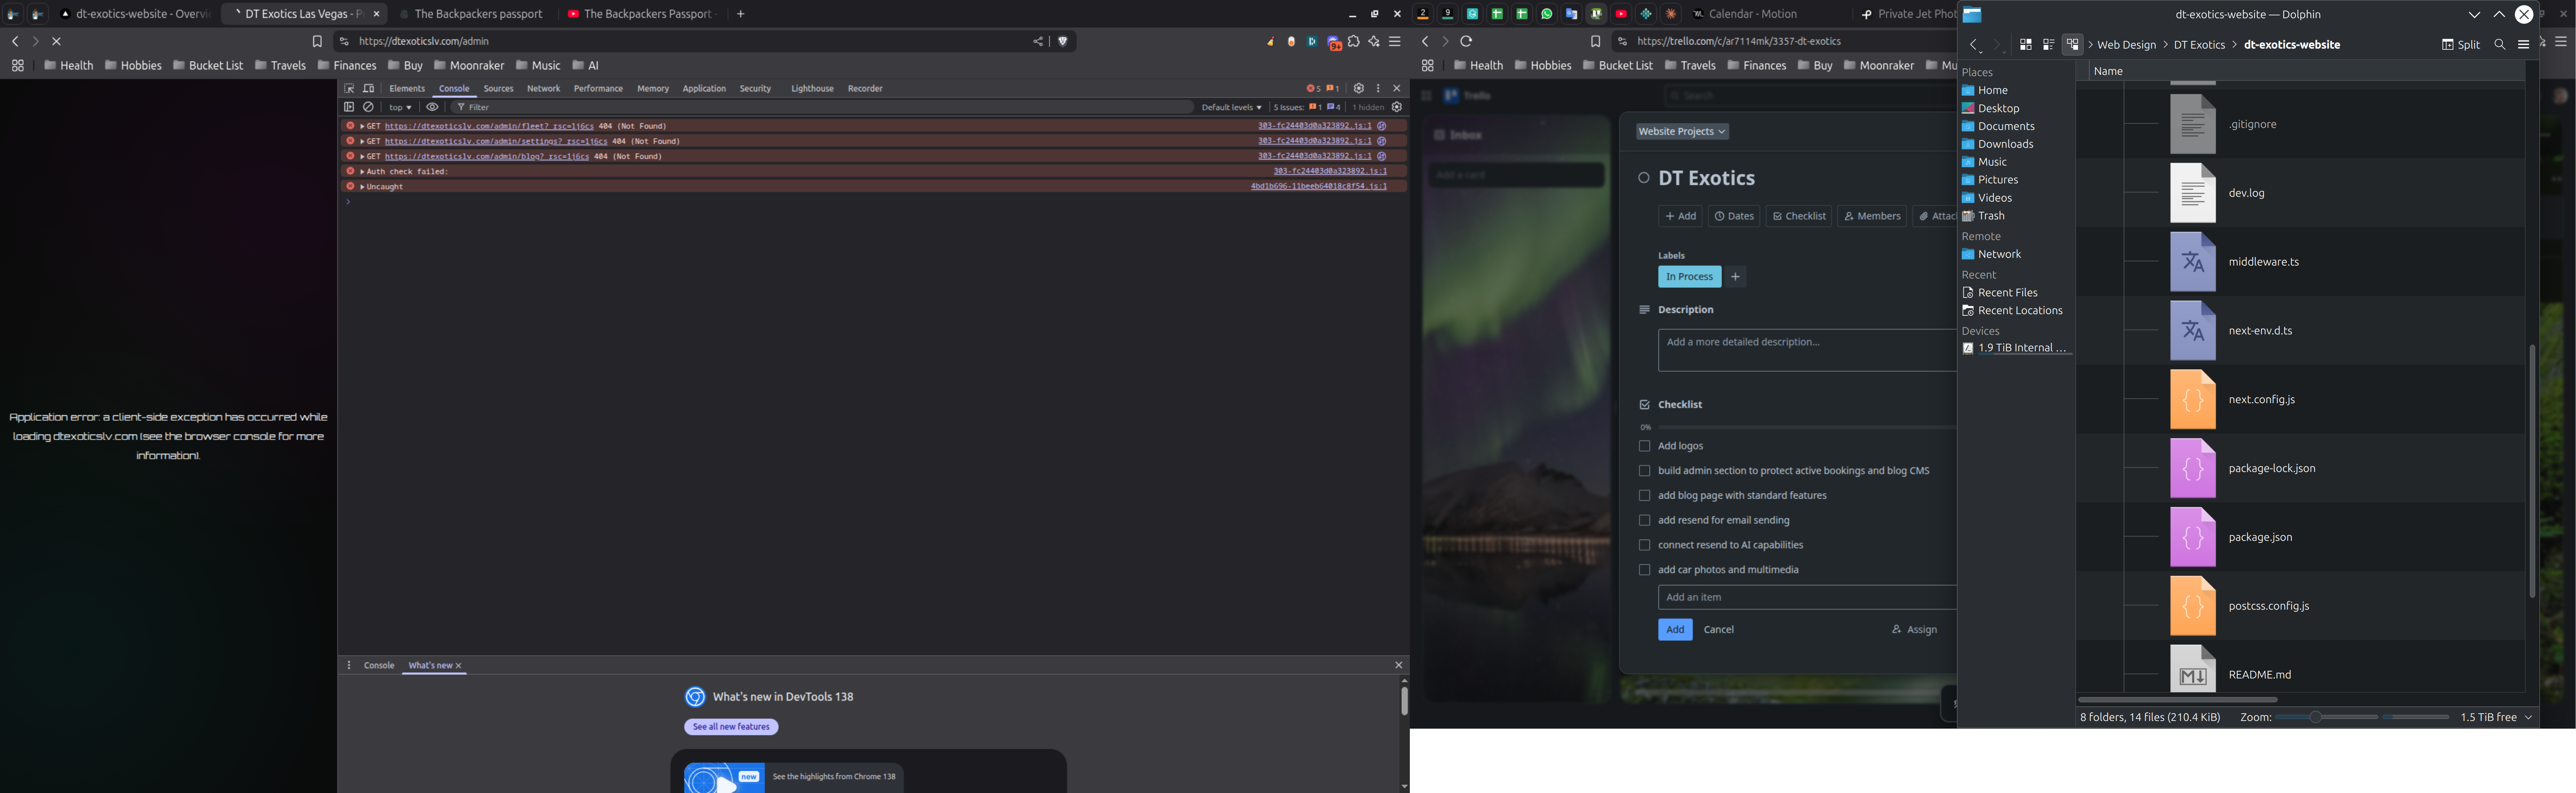 dt-exotics-website - Overvi
DT Exotics Las Vegas - P
The Backpackers passport
The Backpackers Passport -
https://dtexoticslv.com/admin
9+
Health
Hobbies
Bucket List
Travels
Finances
Buy
Moonraker
Music
AI
Application error: a client-side exception has occurred while
loading dtexoticslv.com (see the browser console for more
information).
Elements
Console
Sources
Network
Performance
Memory
Application
Security
Lighthouse
Recorder
5
1
top
Filter
Default levels
5 Issues:
1
4
1 hidden
GET https://dtexoticslv.com/admin/fleet?_rsc=1j6cs 404 (Not Found)
303-fc24403d0a323892.js:1
GET https://dtexoticslv.com/admin/settings?_rsc=1j6cs 404 (Not Found)
303-fc24403d0a323892.js:1
GET https://dtexoticslv.com/admin/blog?_rsc=1j6cs 404 (Not Found)
303-fc24403d0a323892.js:1
Auth check failed:
303-fc24403d0a323892.js:1
Uncaught
4bd1b696-11beeb64018c8f54.js:1
Console
What's new
What's new in DevTools 138
See all new features
new
See the highlights from Chrome 138
2
9
Calendar - Motion
Private Jet Phot
https://trello.com/c/ar7114mk/3357-dt-exotics
Health
Hobbies
Bucket List
Travels
Finances
Buy
Moonraker
Mu
Trello
Search
Inbox
Add a card
Website Projects
DT Exotics
Add
Dates
Checklist
Members
Attac
Labels
In Process
Description
Add a more detailed description...
Checklist
0%
Add logos
build admin section to protect active bookings and blog CMS
add blog page with standard features
add resend for email sending
connect resend to AI capabilities
add car photos and multimedia
Add an item
Add
Cancel
Assign
dt-exotics-website — Dolphin
Web Design
DT Exotics
dt-exotics-website
Split
Places
Home
Desktop
Documents
Downloads
Music
Pictures
Videos
Trash
Remote
Network
Recent
Recent Files
Recent Locations
Devices
1.9 TiB Internal ...
Name
.gitignore
dev.log
middleware.ts
next-env.d.ts
next.config.js
package-lock.json
package.json
postcss.config.js
README.md
8 folders, 14 files (210.4 KiB)
Zoom:
1.5 TiB free